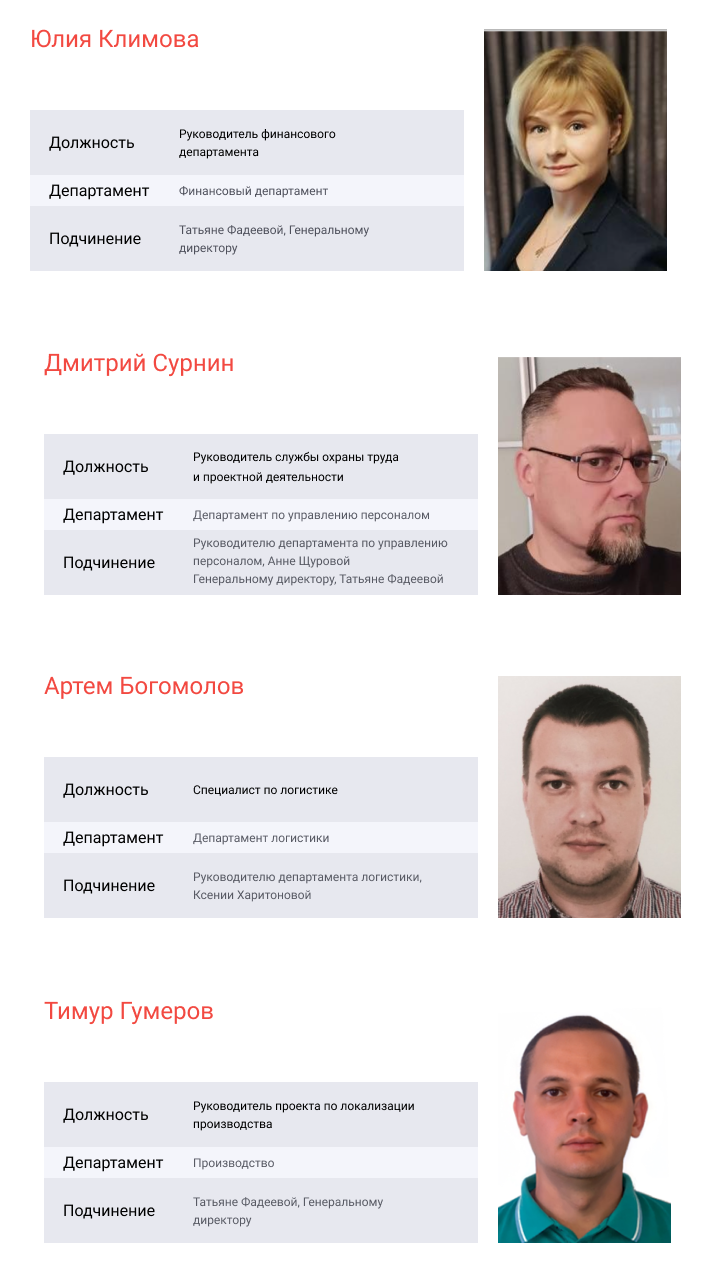 Юлия Климова
Должность
Руководитель финансового
департамента
Департамент
Финансовый департамент
Подчинение
Татьяне Фадеевой, Генеральному
директору
Дмитрий Сурнин
Должность
Руководитель службы охраны труда
и проектной деятельности
Департамент
Департамент по управлению персоналом
Подчинение
Руководителю департамента по управлению
персоналом, Анне Щуровой
Генеральному директору, Татьяне Фадеевой
Артем Богомолов
Должность
Специалист по логистике
Департамент
Департамент логистики
Подчинение
Руководителю департамента логистики,
Ксении Харитоновой
Тимур Гумеров
Должность
Руководитель проекта по локализации
производства
Департамент
Производство
Подчинение
Татьяне Фадеевой, Генеральному
директору